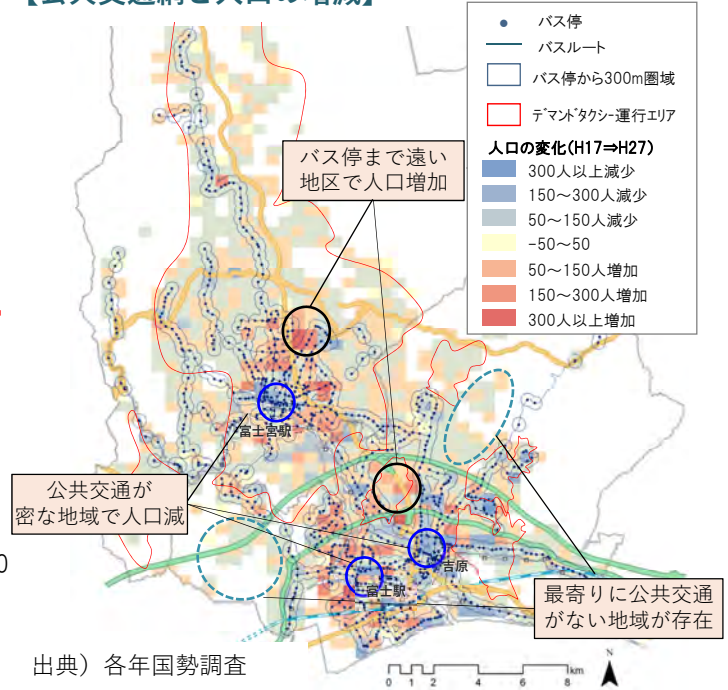 【公共交通網と人口の増減】
バス停
バスルート
バス停から300m圏域
デマンドタクシー運行エリア
人口の変化(H17⇒H27)
300人以上減少
150～300人減少
50～150人減少
-50～50
50～150人増加
150～300人増加
300人以上増加
バス停まで遠い
地区で人口増加
富士宮駅
公共交通が
密な地域で人口減
吉原
富士駅
0
最寄りに公共交通
がない地域が存在
出典）各年国勢調査
0 1 2 4 6 8 km
N